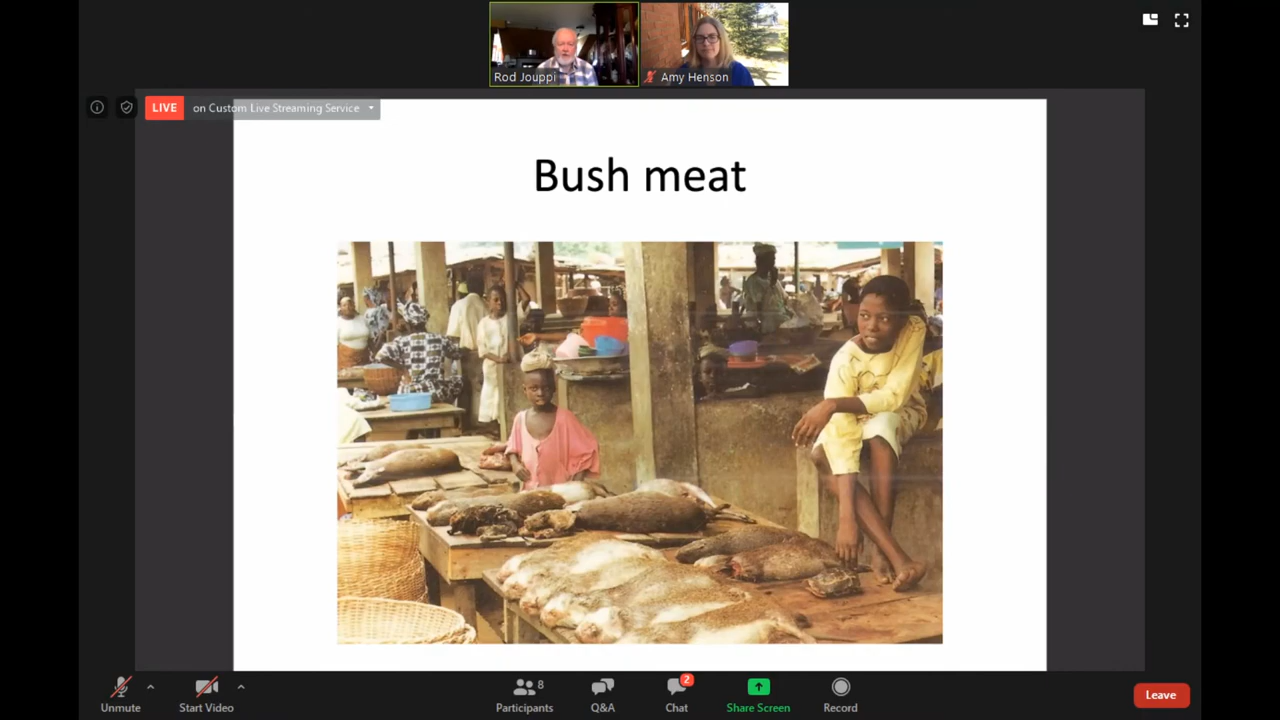 Rod Jouppi
Amy Henson
LIVE on Custom Live Streaming Service
Bush meat
Unmute
Start Video
8
Participants
Q&A
2
Chat
Share Screen
Record
Leave